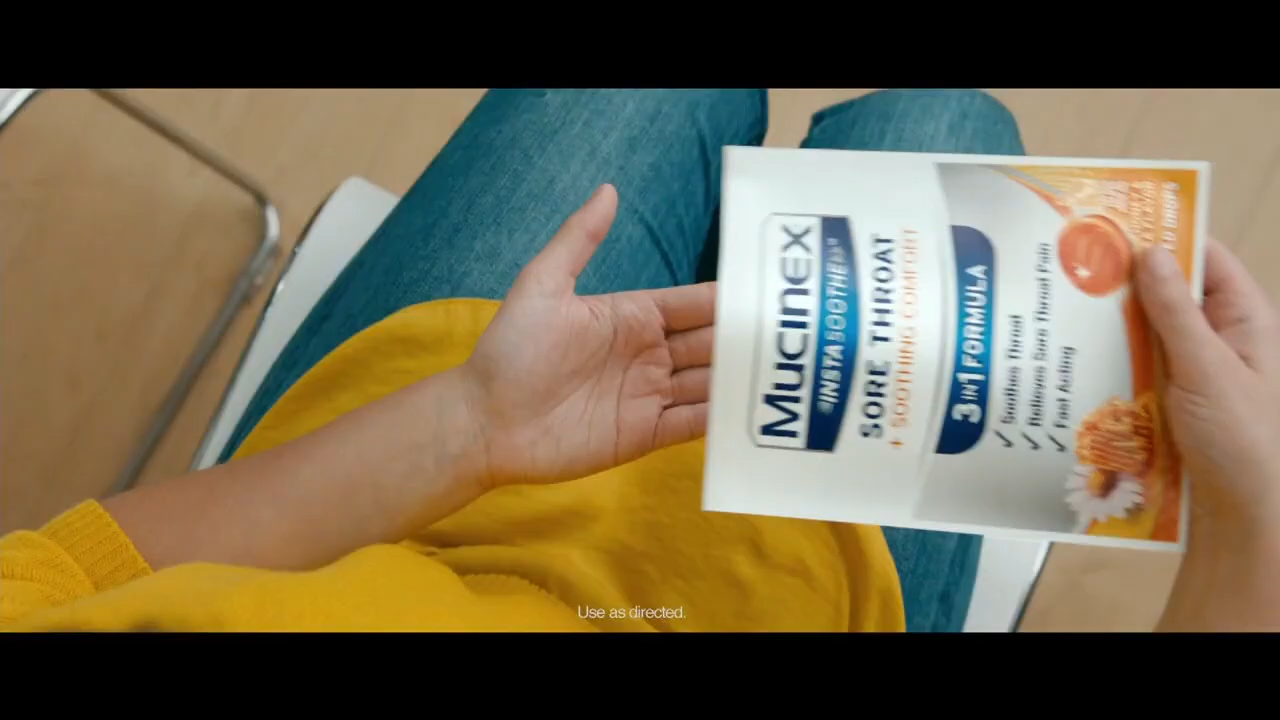 Mucinex
INSTASOOTHE
SORE THROAT
+ SOOTHING COMFORT
3 IN 1 FORMULA
✓ Soothes Throat
✓ Relieves Sore Throat Pain
✓ Fast Acting
DROPS
Use as directed.